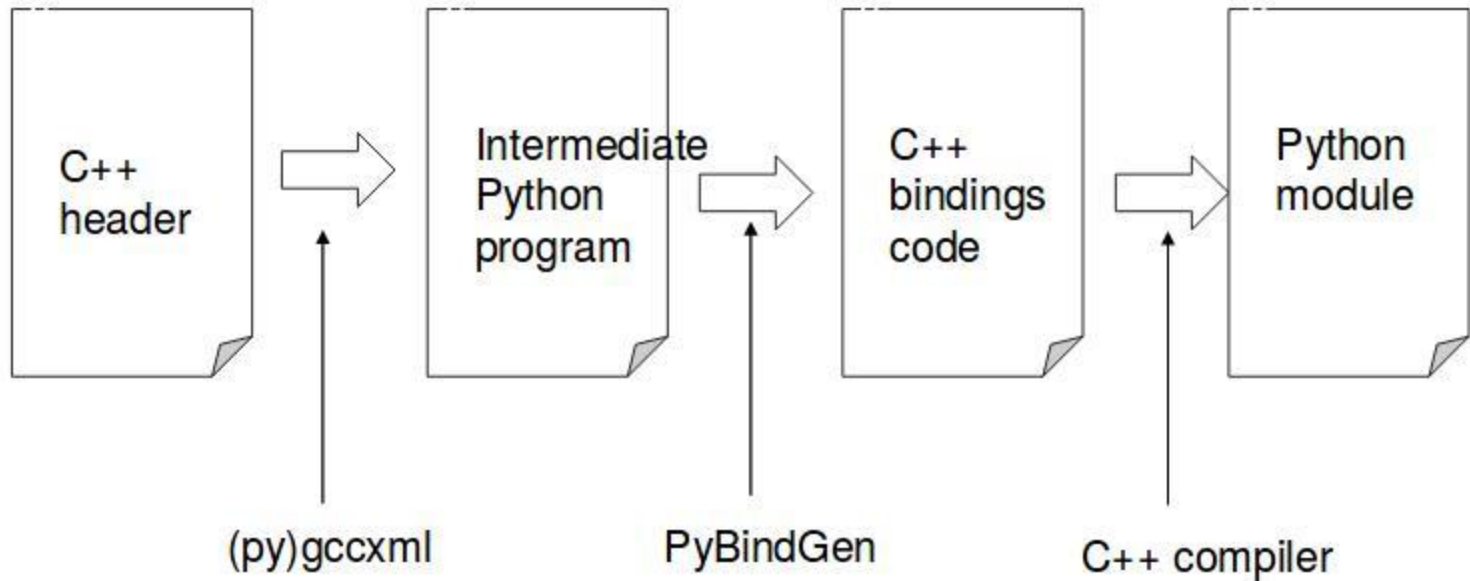 C++
header
Intermediate
Python
program
C++
bindings
code
Python
module
(py)gccxml
PyBindGen
C++ compiler